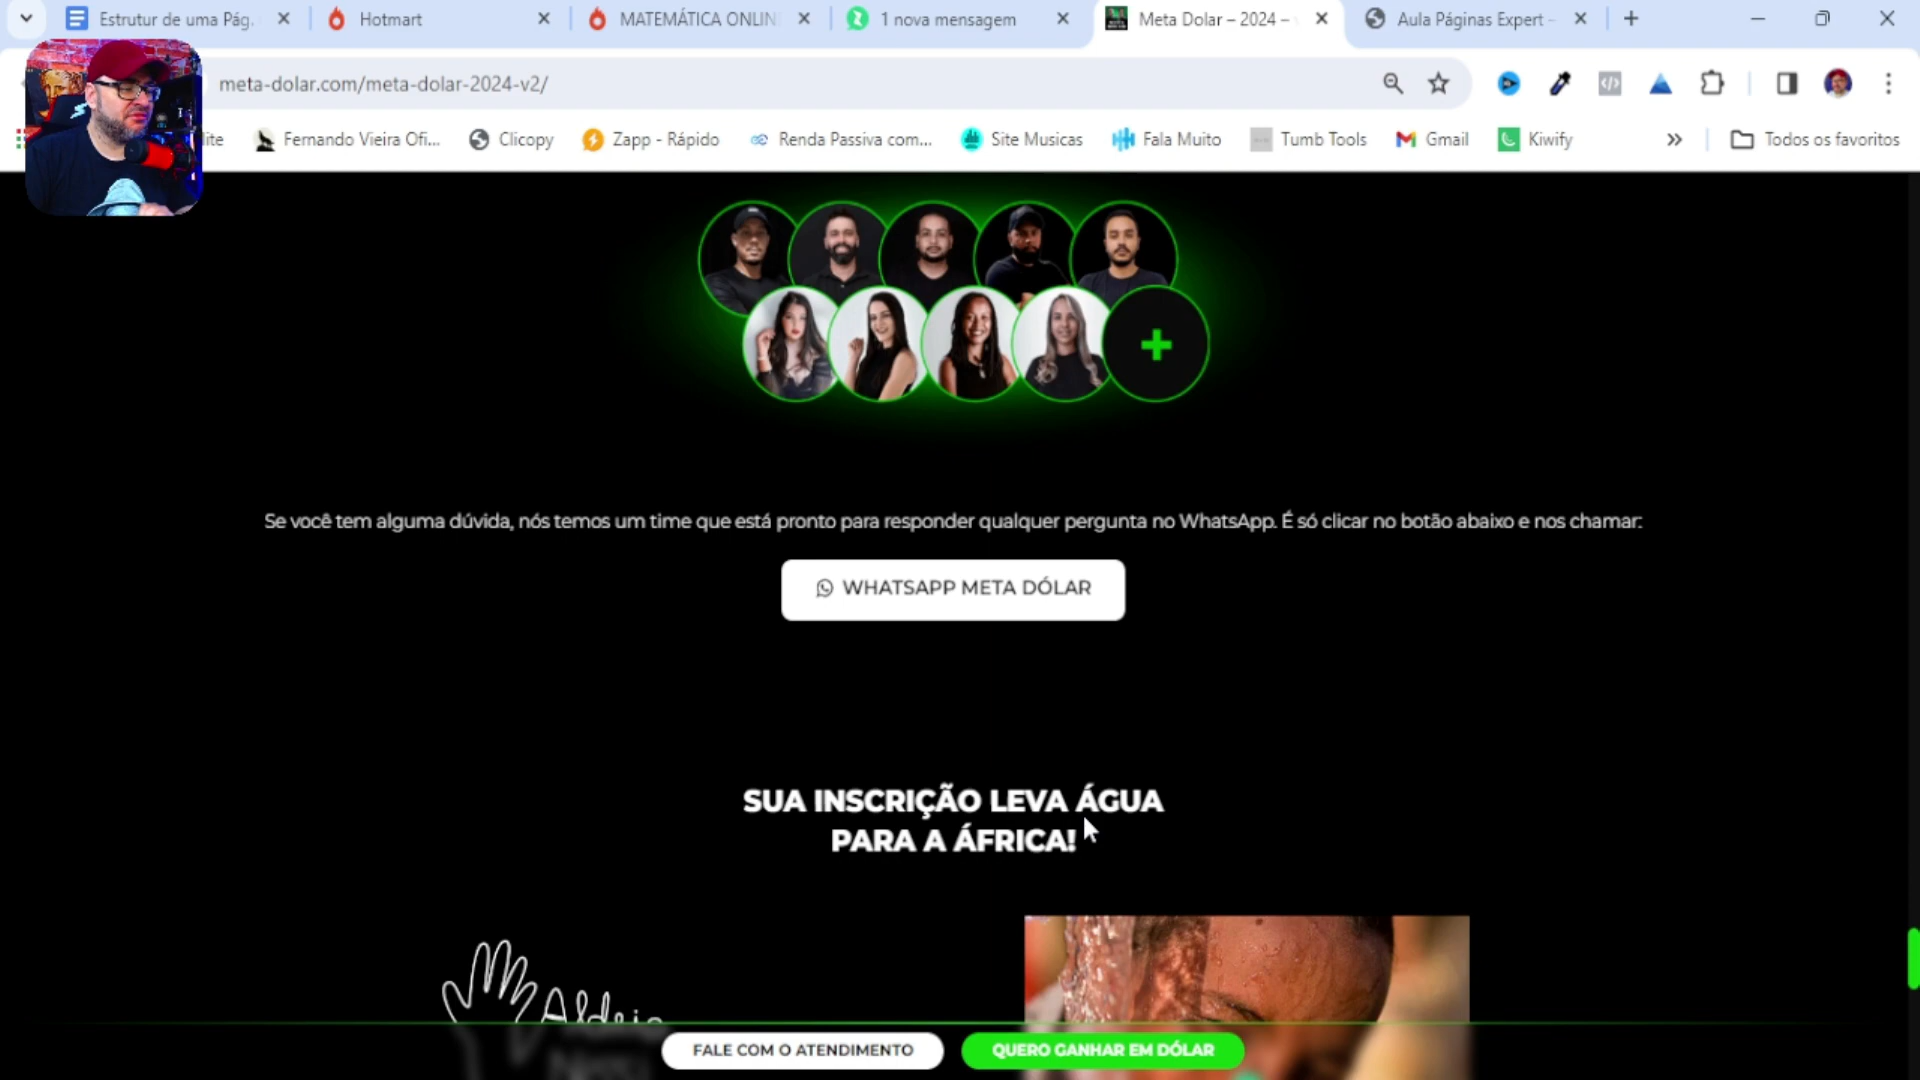 Estrutur de uma Pág.
Hotmart
MATEMÁTICA ONLIN
1 nova mensagem
Meta Dolar – 2024 –
Aula Páginas Expert -
meta-dolar.com/meta-dolar-2024-v2/
lite
Fernando Vieira Ofi...
Clicopy
Zapp - Rápido
Renda Passiva com...
Site Musicas
Fala Muito
Tumb Tools
Gmail
Kiwify
Todos os favoritos
Se você tem alguma dúvida, nós temos um time que está pronto para responder qualquer pergunta no WhatsApp. É só clicar no botão abaixo e nos chamar:
WHATSAPP META DÓLAR
SUA INSCRIÇÃO LEVA ÁGUA
PARA A ÁFRICA!
Aldeia
FALE COM O ATENDIMENTO
QUERO GANHAR EM DÓLAR